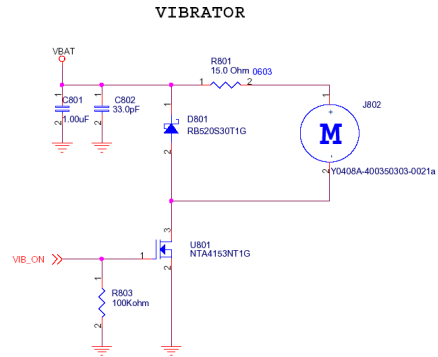 VIBRATOR
VBAT
R801
15.0 Ohm 0603
1 2
C801
1.00uF
1
2
C802
33.0pF
1
2
1
D801
RB520S30T1G
2
1
J802
+
M
-
2
Y0408A-400350303-0021a
3
U801
NTA4153NT1G
VIB_ON
1
2
1
R803
100Kohm
2